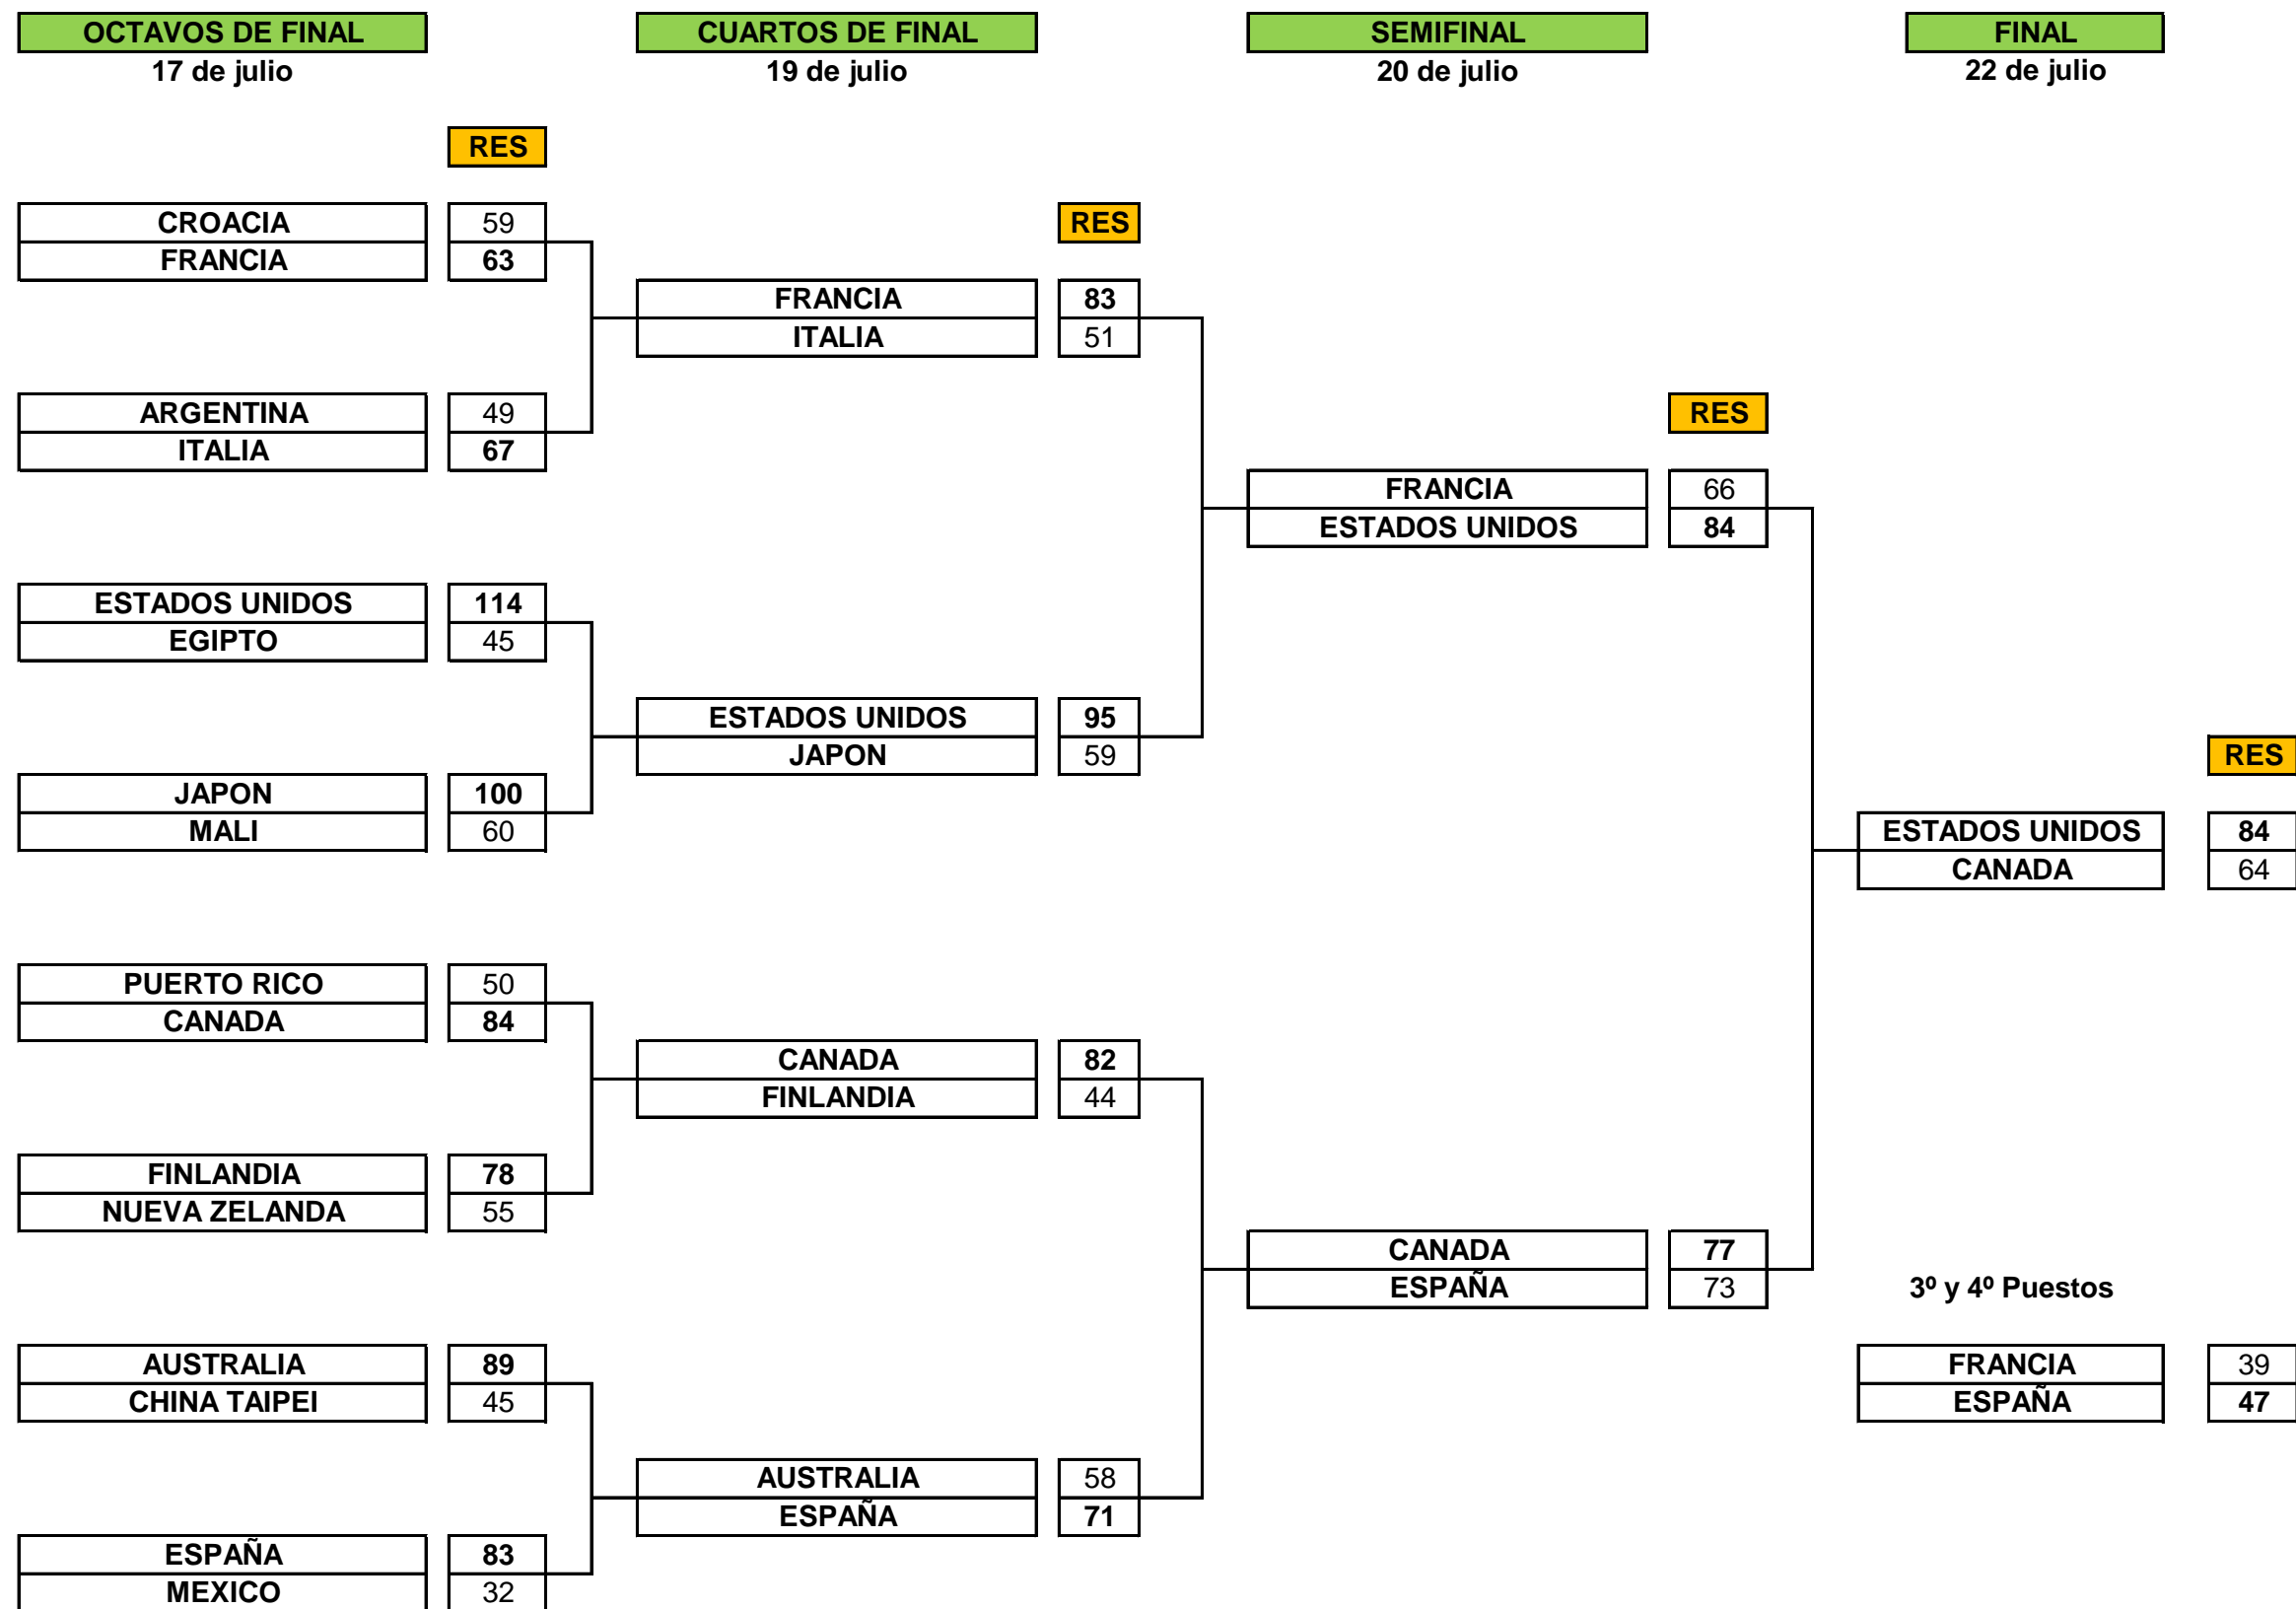 OCTAVOS DE FINAL
17 de julio
RES
CROACIA 59
FRANCIA 63
ARGENTINA 49
ITALIA 67
ESTADOS UNIDOS 114
EGIPTO 45
JAPON 100
MALI 60
PUERTO RICO 50
CANADA 84
FINLANDIA 78
NUEVA ZELANDA 55
AUSTRALIA 89
CHINA TAIPEI 45
ESPAÑA 83
MEXICO 32
CUARTOS DE FINAL
19 de julio
RES
FRANCIA 83
ITALIA 51
ESTADOS UNIDOS 95
JAPON 59
CANADA 82
FINLANDIA 44
AUSTRALIA 58
ESPAÑA 71
SEMIFINAL
20 de julio
RES
FRANCIA 66
ESTADOS UNIDOS 84
CANADA 77
ESPAÑA 73
FINAL
22 de julio
RES
ESTADOS UNIDOS 84
CANADA 64
3º y 4º Puestos
FRANCIA 39
ESPAÑA 47